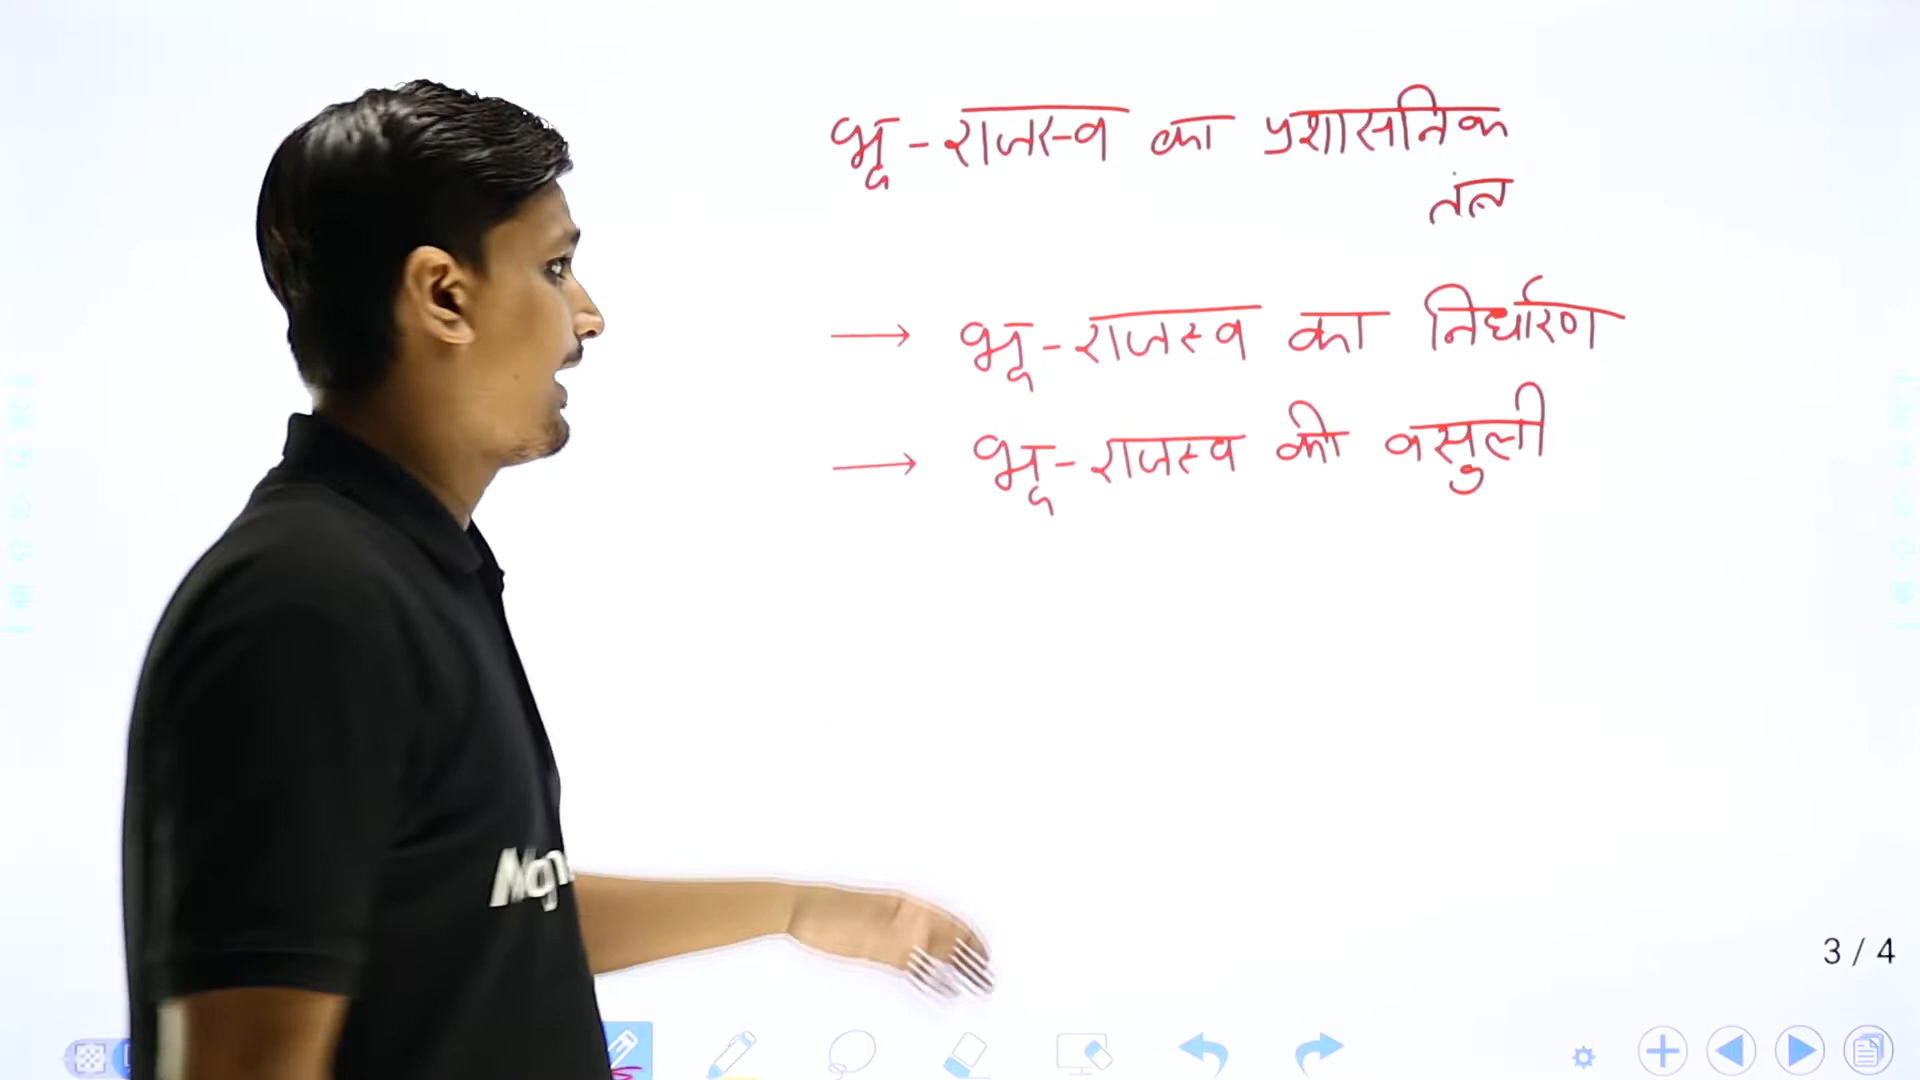 भू-राजस्व का प्रशासनिक
तंत्र
→ भू-राजस्व का निर्धारण
→ भू-राजस्व की वसुली
3 / 4